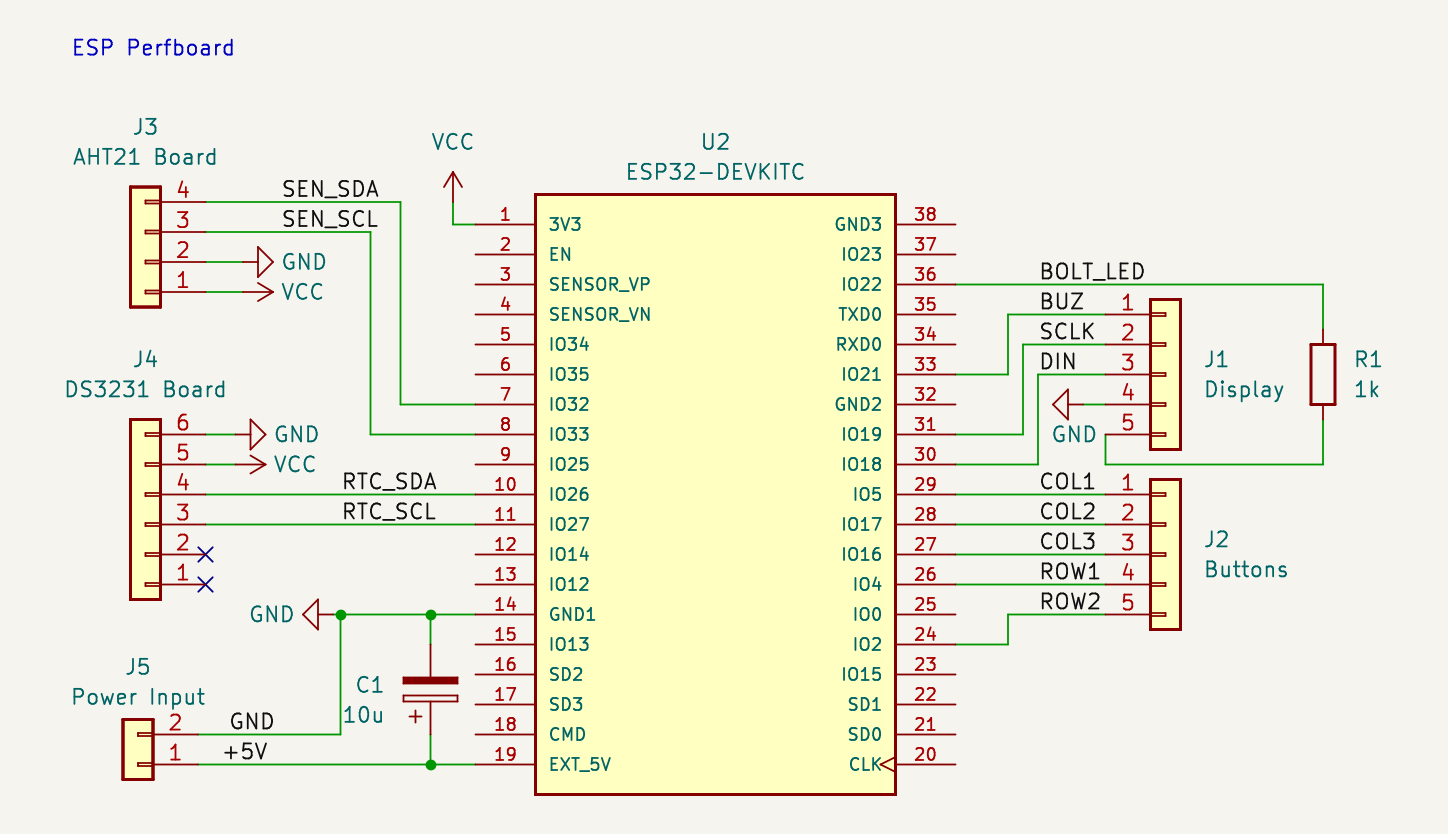 ESP Perfboard
J3
AHT21 Board
4 SEN_SDA
3 SEN_SCL
2 GND
1 VCC
J4
DS3231 Board
6 GND
5 VCC
4 RTC_SDA
3 RTC_SCL
2
1
GND
J5
Power Input
2 GND
1 +5V
C1
10u
+
VCC
U2
ESP32-DEVKITC
1 3V3
2 EN
3 SENSOR_VP
4 SENSOR_VN
5 IO34
6 IO35
7 IO32
8 IO33
9 IO25
10 IO26
11 IO27
12 IO14
13 IO12
14 GND1
15 IO13
16 SD2
17 SD3
18 CMD
19 EXT_5V
GND3 38
IO23 37
IO22 36
TXD0 35
RXD0 34
IO21 33
GND2 32
IO19 31
IO18 30
IO5 29
IO17 28
IO16 27
IO4 26
IO0 25
IO2 24
IO15 23
SD1 22
SD0 21
CLK 20
BOLT_LED
BUZ 1
SCLK 2
DIN 3
4
GND 5
J1
Display
R1
1k
COL1 1
COL2 2
COL3 3
ROW1 4
ROW2 5
J2
Buttons